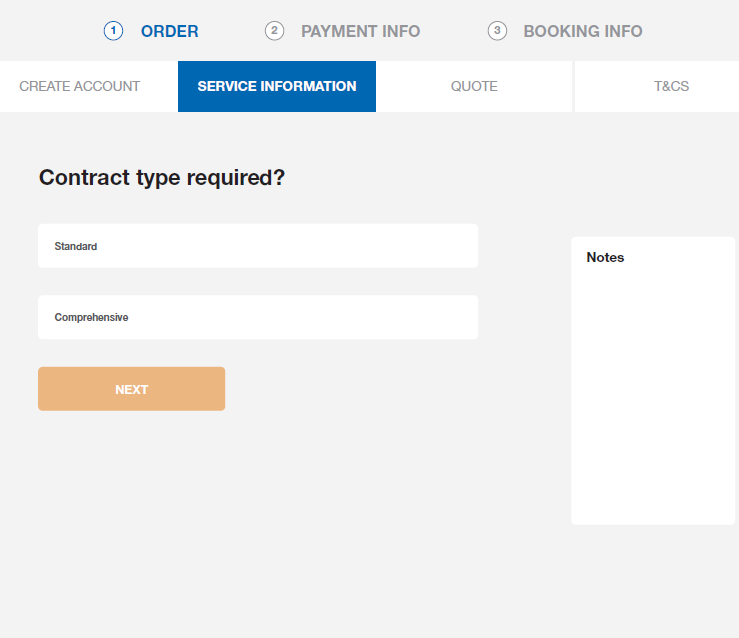 1 ORDER 2 PAYMENT INFO 3 BOOKING INFO
CREATE ACCOUNT SERVICE INFORMATION QUOTE T&CS
Contract type required?
Standard
Notes
Comprehensive
NEXT